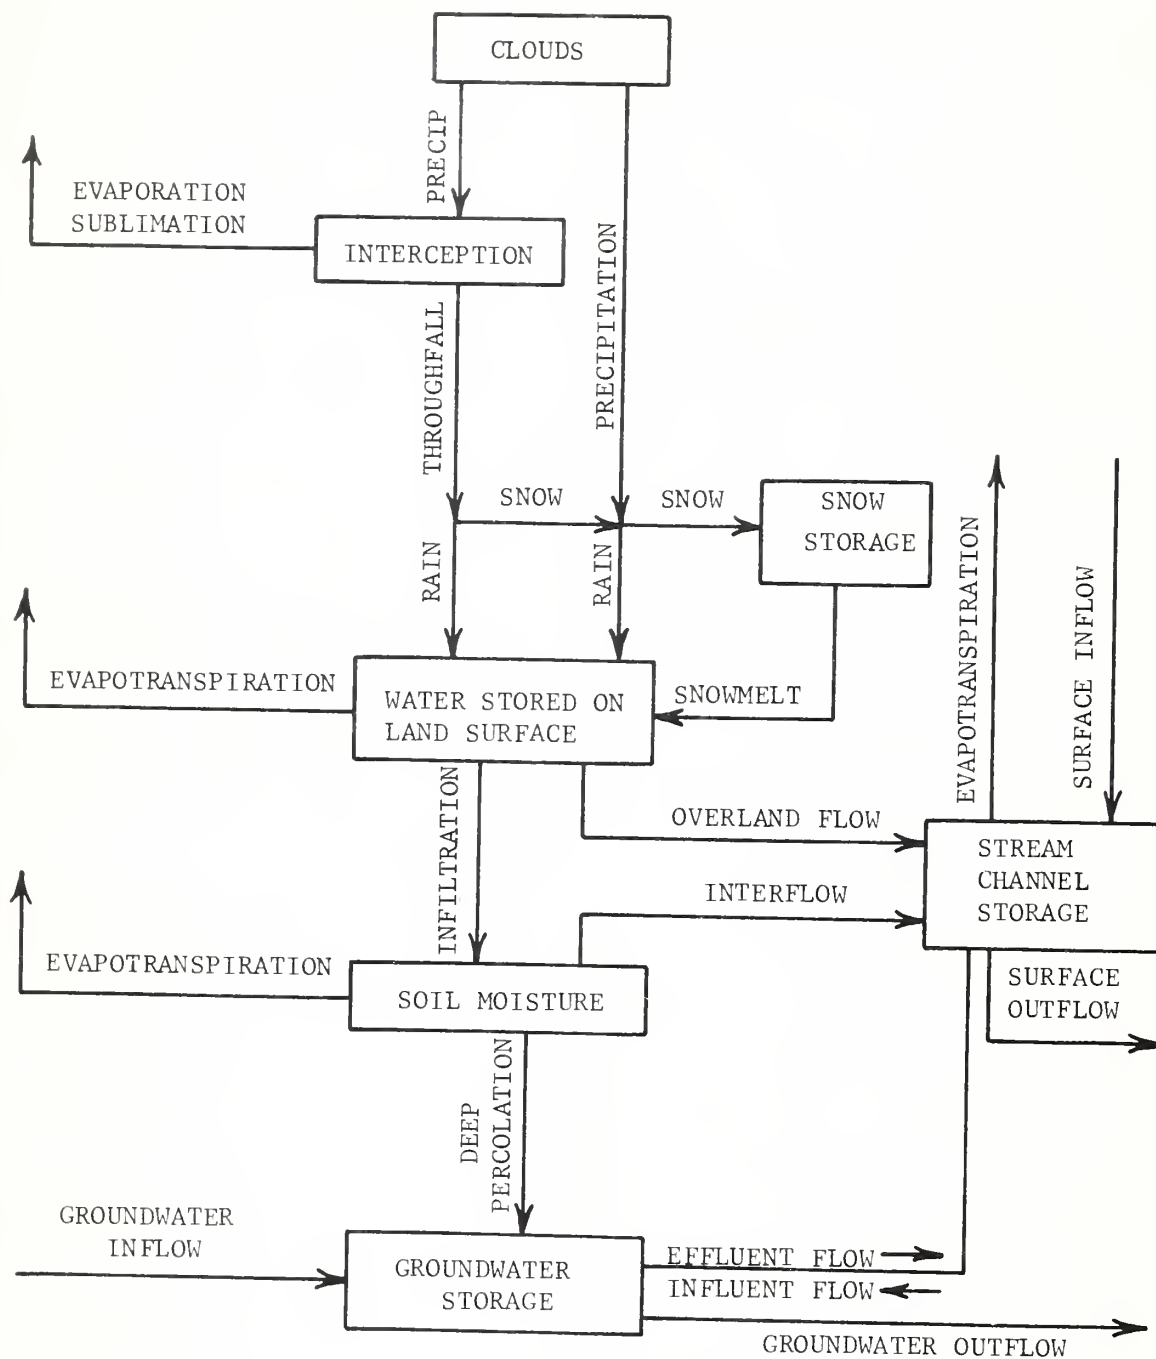 CLOUDS
PRECIP
EVAPORATION
SUBLIMATION
INTERCEPTION
PRECIPITATION
THROUGHFALL
SNOW
SNOW
SNOW
STORAGE
RAIN
RAIN
EVAPOTRANSPIRATION
SURFACE INFLOW
EVAPOTRANSPIRATION
WATER STORED ON
LAND SURFACE
SNOWMELT
INFILTRATION
OVERLAND FLOW
STREAM
CHANNEL
STORAGE
INTERFLOW
EVAPOTRANSPIRATION
SOIL MOISTURE
SURFACE
OUTFLOW
DEEP
PERCOLATION
GROUNDWATER
INFLOW
GROUNDWATER
STORAGE
EFFLUENT FLOW
INFLUENT FLOW
GROUNDWATER OUTFLOW